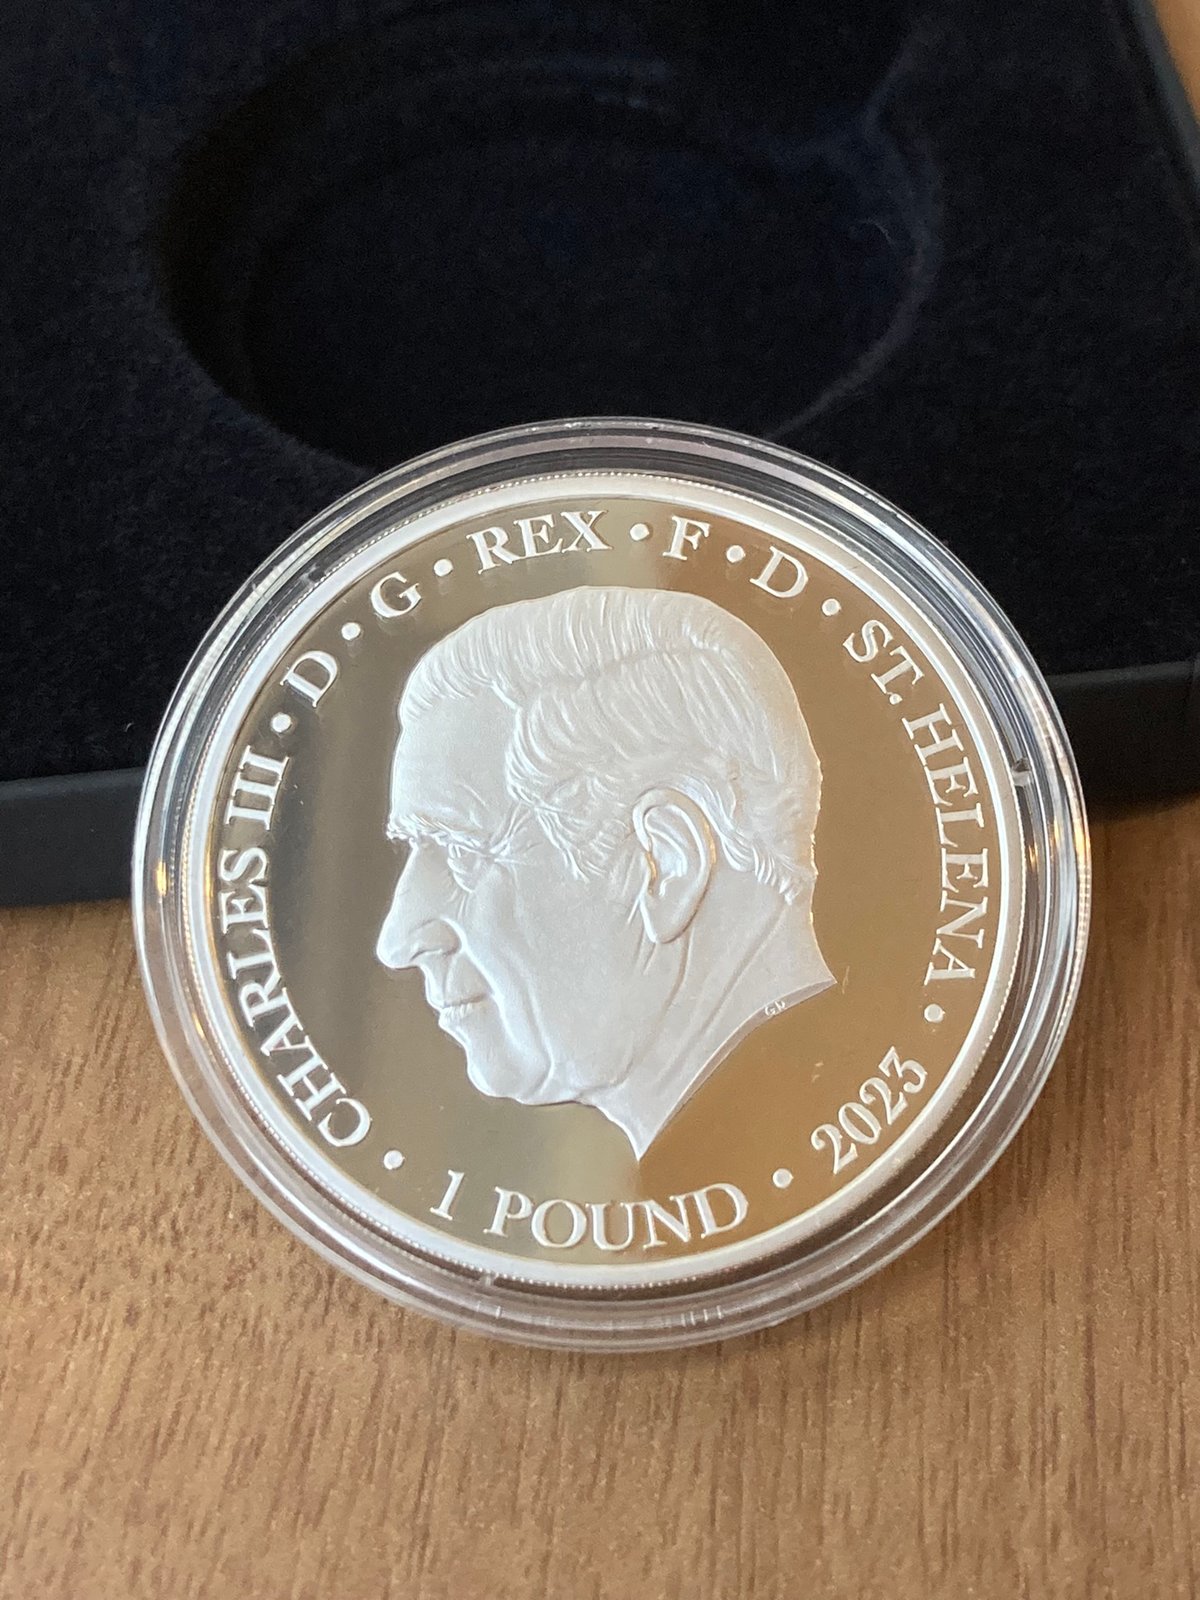 CHARLES III · D · G · REX · F · D · ST. HELENA · 2023 · 1 POUND ·